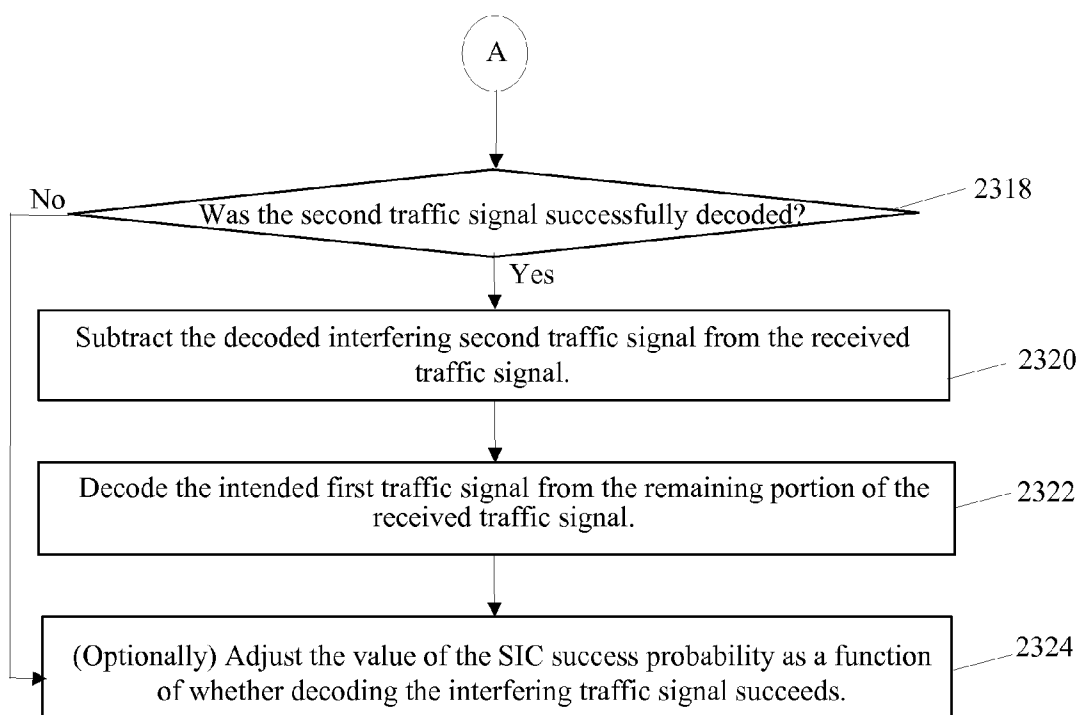 A
No
Was the second traffic signal successfully decoded?
2318
Yes
Subtract the decoded interfering second traffic signal from the received
traffic signal.
2320
Decode the intended first traffic signal from the remaining portion of the
received traffic signal.
2322
(Optionally) Adjust the value of the SIC success probability as a function
of whether decoding the interfering traffic signal succeeds.
2324